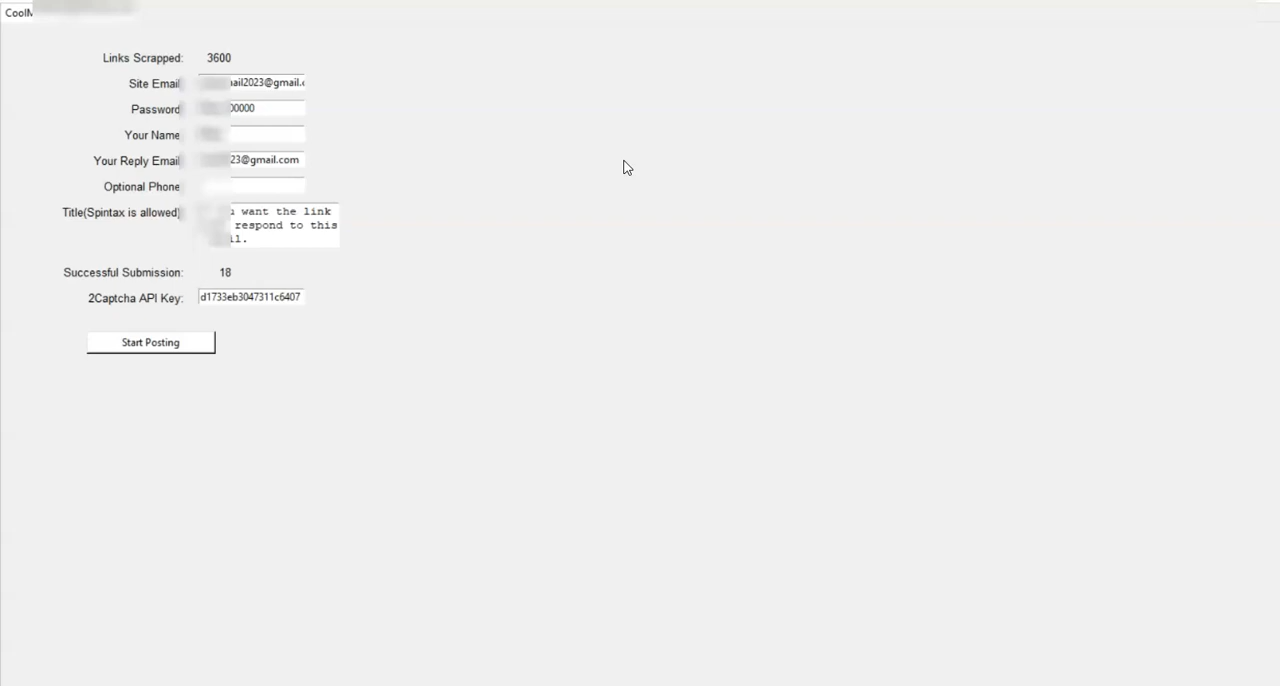 CoolM
Links Scrapped: 3600
Site Email ail2023@gmail.c
Password 00000
Your Name
Your Reply Email 23@gmail.com
Optional Phone
Title(Spintax is allowed) want the link
respond to this
Successful Submission: 18
2Captcha API Key: d1733eb3047311c6407
Start Posting